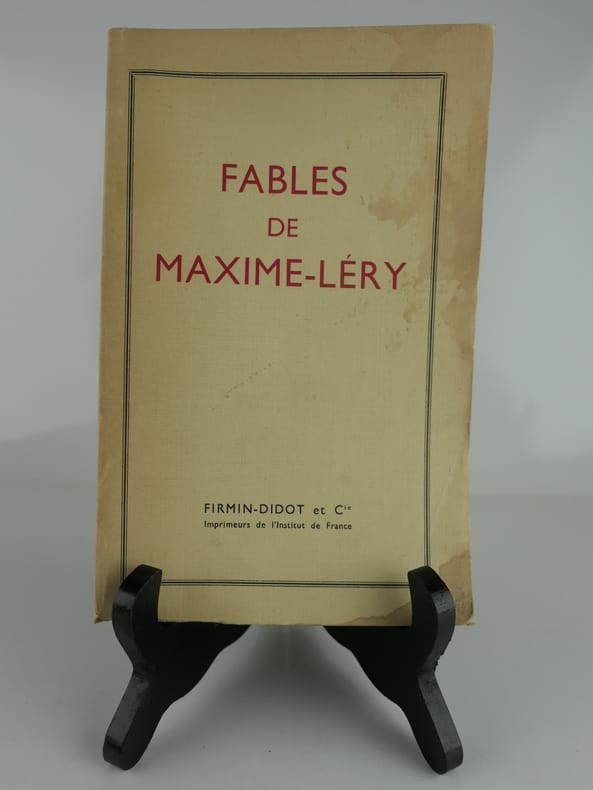 FABLES
DE
MAXIME-LÉRY
FIRMIN-DIDOT et Cie
Imprimeurs de l'Institut de France